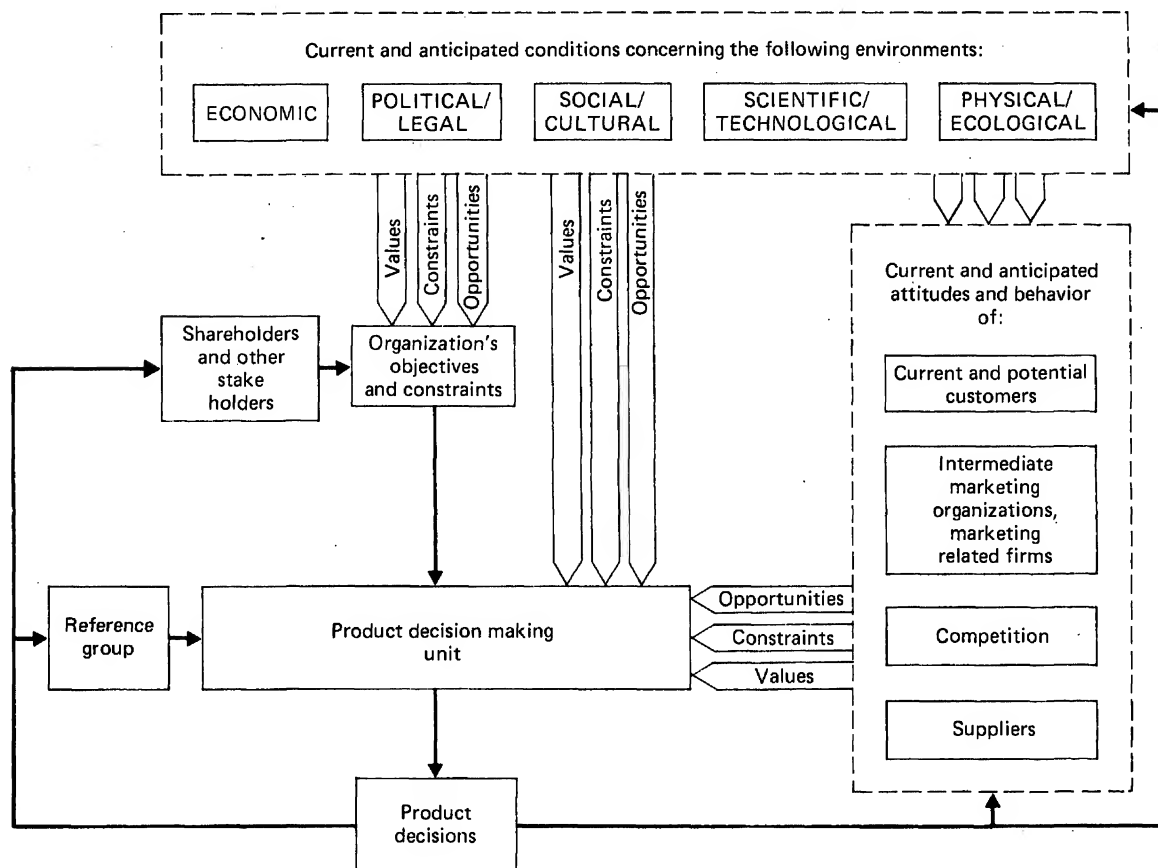 Current and anticipated conditions concerning the following environments:
ECONOMIC
POLITICAL/
LEGAL
SOCIAL/
CULTURAL
SCIENTIFIC/
TECHNOLOGICAL
PHYSICAL/
ECOLOGICAL
Values
Constraints
Opportunities
Values
Constraints
Opportunities
Shareholders
and other
stake
holders
Organization's
objectives
and constraints
Current and anticipated
attitudes and behavior
of:
Current and potential
customers
Intermediate
marketing
organizations,
marketing
related firms
Competition
Suppliers
Reference
group
Product decision making
unit
Opportunities
Constraints
Values
Product
decisions